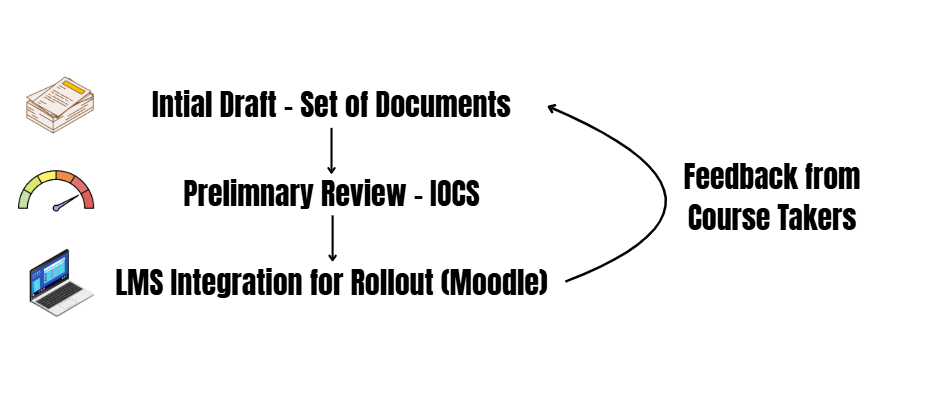 Intial Draft - Set of Documents
Prelimnary Review - IOCS
LMS Integration for Rollout (Moodle)
Feedback from
Course Takers